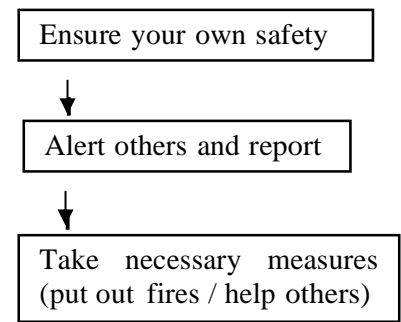 Ensure your own safety
Alert others and report
Take necessary measures
(put out fires / help others)